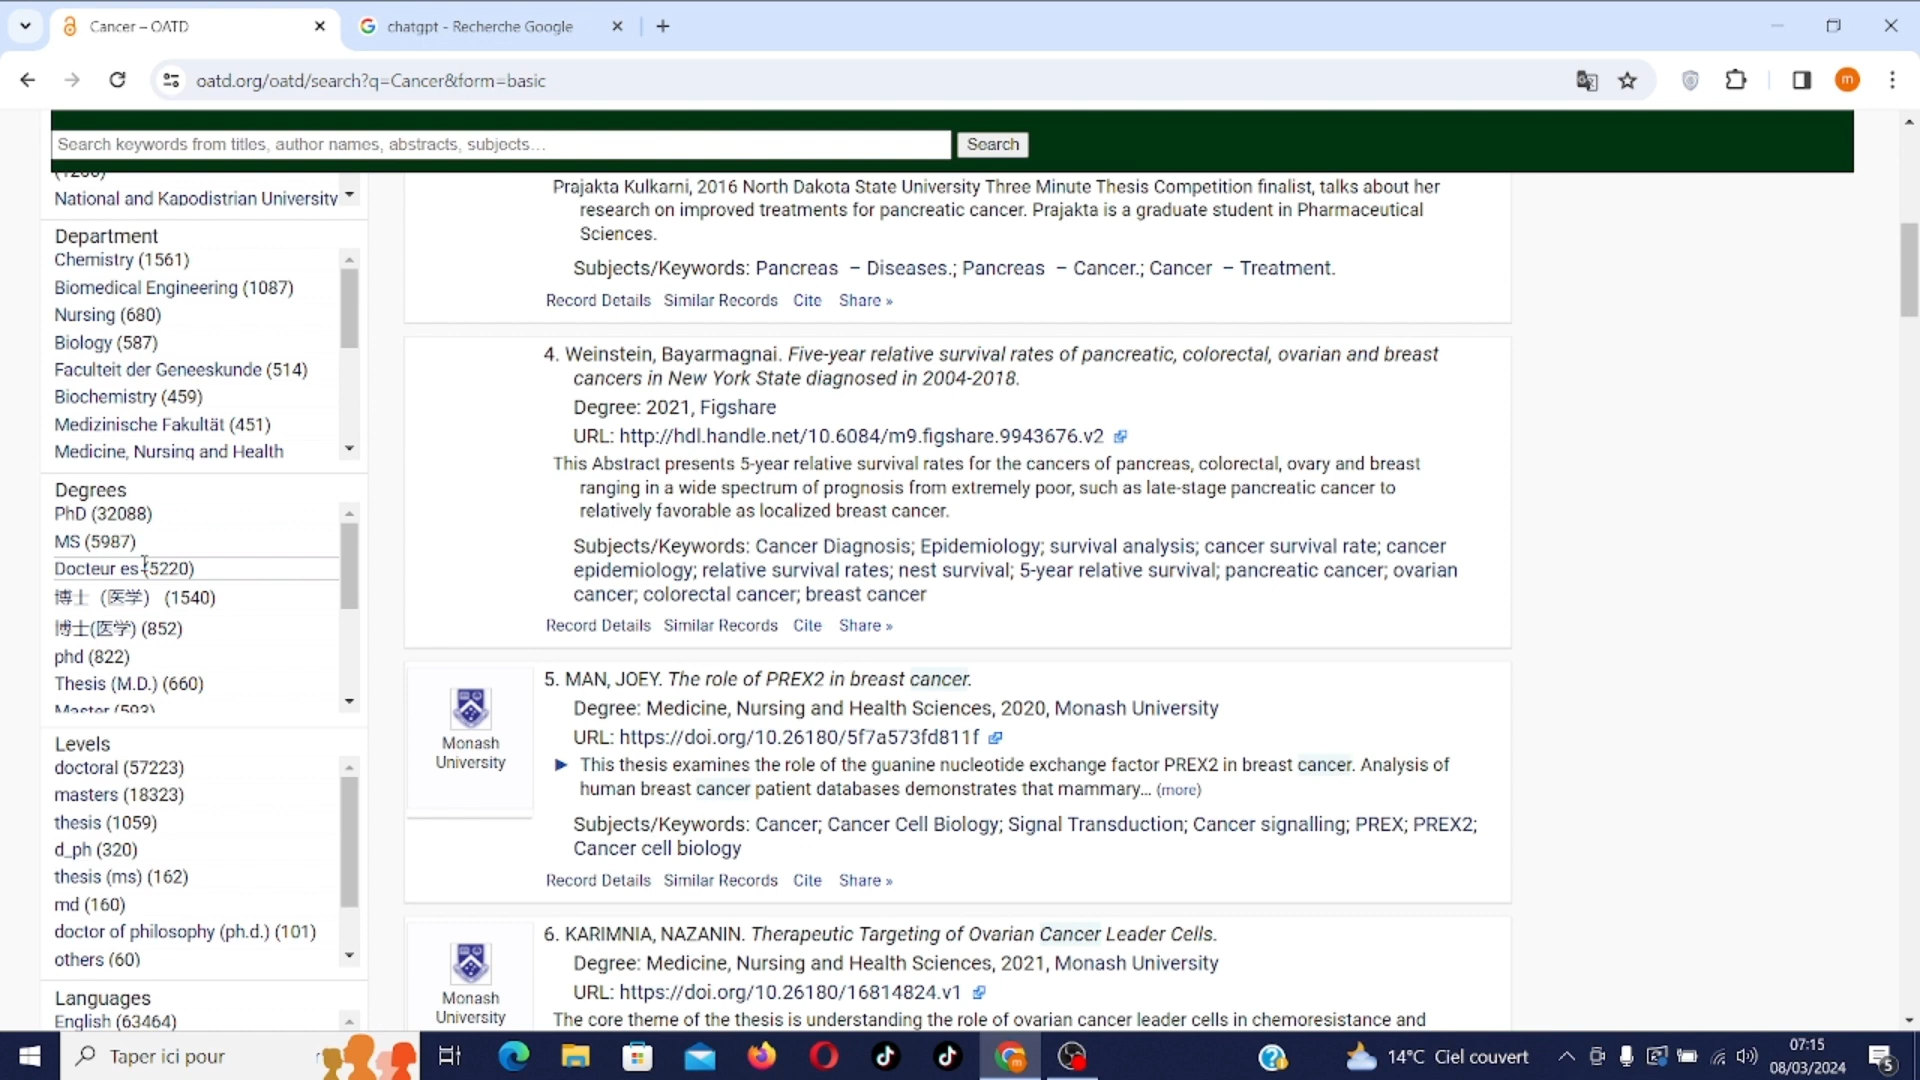 Cancer – OATD
chatgpt - Recherche Google
oatd.org/oatd/search?q=Cancer&form=basic
m
Search keywords from titles, author names, abstracts, subjects…
Search
National and Kapodistrian University
Department
Chemistry (1561)
Biomedical Engineering (1087)
Nursing (680)
Biology (587)
Faculteit der Geneeskunde (514)
Biochemistry (459)
Medizinische Fakultät (451)
Medicine, Nursing and Health
Degrees
PhD (32088)
MS (5987)
Docteur es (5220)
博士（医学） (1540)
博士(医学) (852)
phd (822)
Thesis (M.D.) (660)
Master (593)
Levels
doctoral (57223)
masters (18323)
thesis (1059)
d_ph (320)
thesis (ms) (162)
md (160)
doctor of philosophy (ph.d.) (101)
others (60)
Languages
English (63464)
Prajakta Kulkarni, 2016 North Dakota State University Three Minute Thesis Competition finalist, talks about her
research on improved treatments for pancreatic cancer. Prajakta is a graduate student in Pharmaceutical
Sciences.
Subjects/Keywords: Pancreas – Diseases.; Pancreas – Cancer.; Cancer – Treatment.
Record Details Similar Records Cite Share »
4. Weinstein, Bayarmagnai. Five-year relative survival rates of pancreatic, colorectal, ovarian and breast
cancers in New York State diagnosed in 2004-2018.
Degree: 2021, Figshare
URL: http://hdl.handle.net/10.6084/m9.figshare.9943676.v2
This Abstract presents 5-year relative survival rates for the cancers of pancreas, colorectal, ovary and breast
ranging in a wide spectrum of prognosis from extremely poor, such as late-stage pancreatic cancer to
relatively favorable as localized breast cancer.
Subjects/Keywords: Cancer Diagnosis; Epidemiology; survival analysis; cancer survival rate; cancer
epidemiology; relative survival rates; nest survival; 5-year relative survival; pancreatic cancer; ovarian
cancer; colorectal cancer; breast cancer
Record Details Similar Records Cite Share »
Monash
University
5. MAN, JOEY. The role of PREX2 in breast cancer.
Degree: Medicine, Nursing and Health Sciences, 2020, Monash University
URL: https://doi.org/10.26180/5f7a573fd811f
► This thesis examines the role of the guanine nucleotide exchange factor PREX2 in breast cancer. Analysis of
human breast cancer patient databases demonstrates that mammary… (more)
Subjects/Keywords: Cancer; Cancer Cell Biology; Signal Transduction; Cancer signalling; PREX; PREX2;
Cancer cell biology
Record Details Similar Records Cite Share »
Monash
University
6. KARIMNIA, NAZANIN. Therapeutic Targeting of Ovarian Cancer Leader Cells.
Degree: Medicine, Nursing and Health Sciences, 2021, Monash University
URL: https://doi.org/10.26180/16814824.v1
The core theme of the thesis is understanding the role of ovarian cancer leader cells in chemoresistance and
Taper ici pour
14°C Ciel couvert
07:15
08/03/2024
5